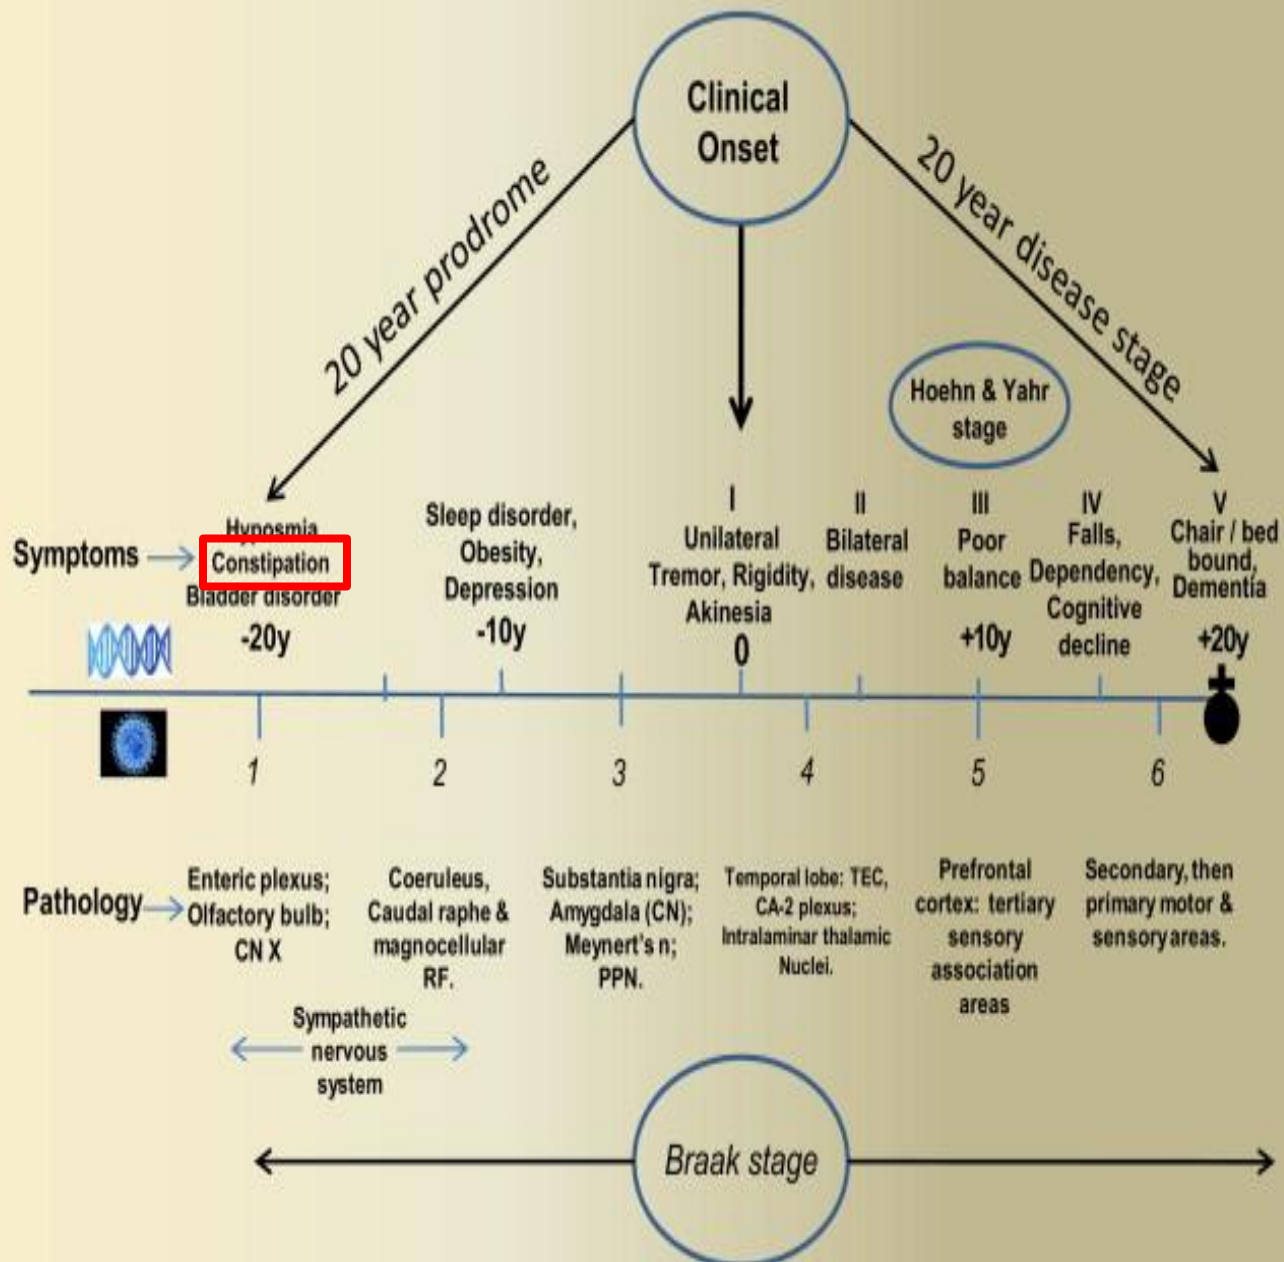 Clinical
Onset
20 year prodrome
20 year disease stage
Hoehn & Yahr
stage
Symptoms
Hyposmia
Constipation
Bladder disorder
-20y
Sleep disorder,
Obesity,
Depression
-10y
I
Unilateral
Tremor, Rigidity,
Akinesia
0
II
Bilateral
disease
III
Poor
balance
+10y
IV
Falls,
Dependency,
Cognitive
decline
V
Chair / bed
bound,
Dementia
+20y
1
2
3
4
5
6
Pathology
Enteric plexus;
Olfactory bulb;
CN X
Coeruleus,
Caudal raphe &
magnocellular
RF.
Substantia nigra;
Amygdala (CN);
Meynert's n;
PPN.
Temporal lobe: TEC,
CA-2 plexus;
Intralaminar thalamic
Nuclei.
Prefrontal
cortex: tertiary
sensory
association
areas
Secondary, then
primary motor &
sensory areas.
Sympathetic
nervous
system
Braak stage